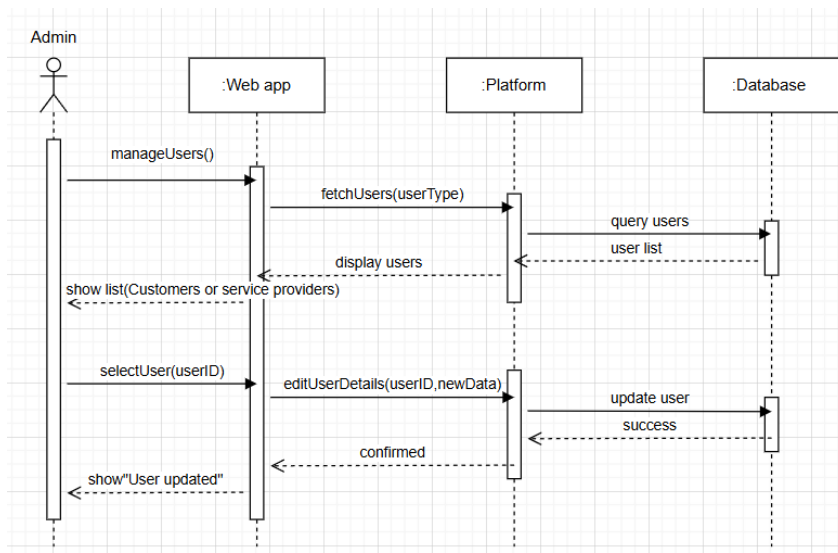 Admin
:Web app
:Platform
:Database
manageUsers()
fetchUsers(userType)
query users
user list
display users
show list(Customers or service providers)
selectUser(userID)
editUserDetails(userID,newData)
update user
success
confirmed
show"User updated"